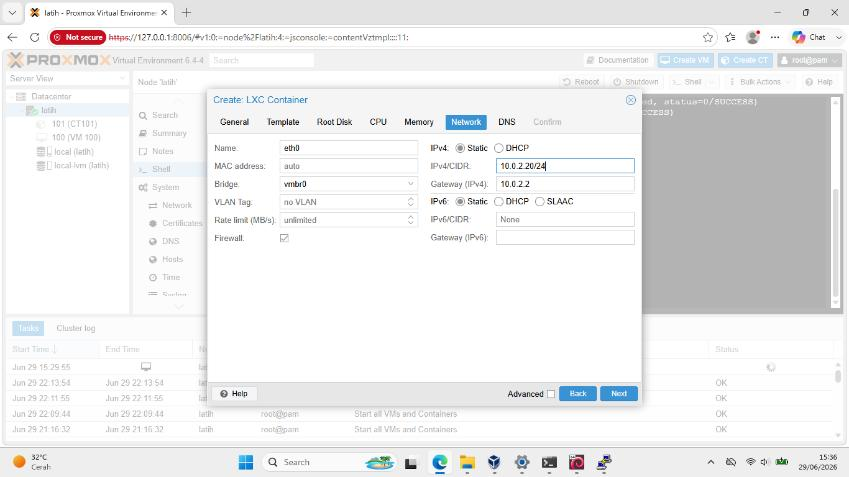 latih - Proxmox Virtual Environment
Not secure https://127.0.0.1:8006/#v1:0:=node%2Flatih:4:=jsconsole:=contentVztmpl::::11:
Chat
PROXMOX Virtual Environment 6.4-4 Search Documentation Create VM Create CT root@pam
Server View
Node 'latih' Reboot Shutdown Shell Bulk Actions Help
Datacenter
latih
101 (CT101)
100 (VM 100)
local (latih)
local-lvm (latih)
Search
Summary
Notes
Shell
System
Network
Certificates
DNS
Hosts
Time
Syslog
ed, status=0/SUCCESS)
CCESS)
Create: LXC Container
General Template Root Disk CPU Memory Network DNS Confirm
Name: eth0
MAC address: auto
Bridge: vmbr0
VLAN Tag: no VLAN
Rate limit (MB/s): unlimited
Firewall:
IPv4: Static DHCP
IPv4/CIDR: 10.0.2.20/24
Gateway (IPv4): 10.0.2.2
IPv6: Static DHCP SLAAC
IPv6/CIDR: None
Gateway (IPv6):
Help Advanced Back Next
Tasks Cluster log
Start Time End Time Status
Jun 29 15:29:55
Jun 29 22:13:54 Jun 29 22:13:54 OK
Jun 29 22:11:55 Jun 29 22:11:55 OK
Jun 29 22:09:44 Jun 29 22:09:44 latih root@pam Start all VMs and Containers OK
Jun 29 21:16:32 Jun 29 21:16:32 latih root@pam Start all VMs and Containers OK
32°C
Cerah
Search
15:36
29/06/2026